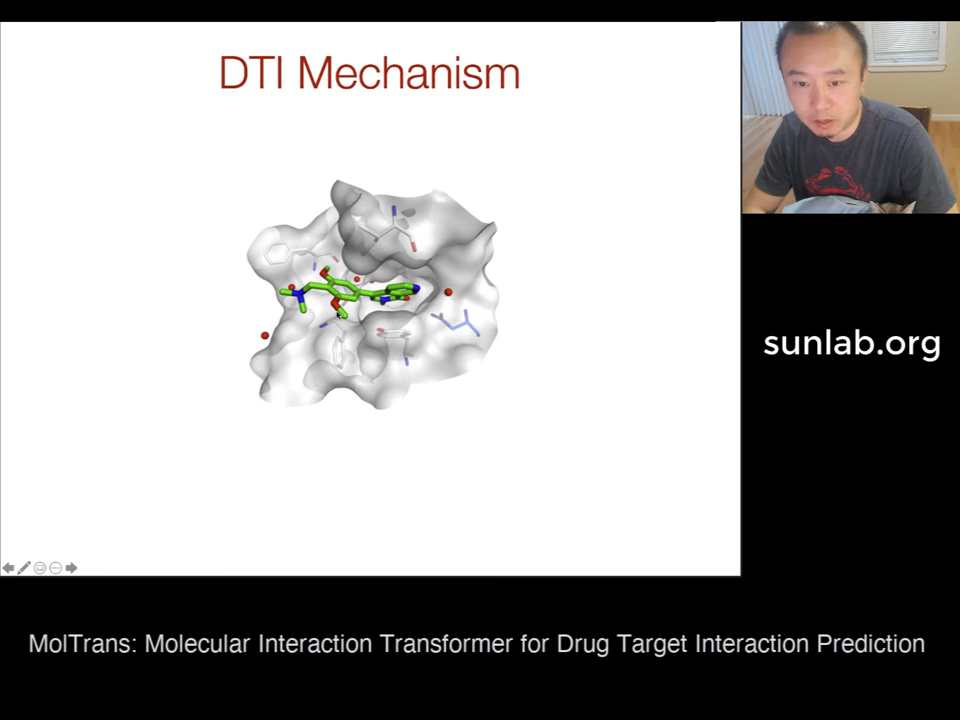 DTI Mechanism
sunlab.org
MolTrans: Molecular Interaction Transformer for Drug Target Interaction Prediction